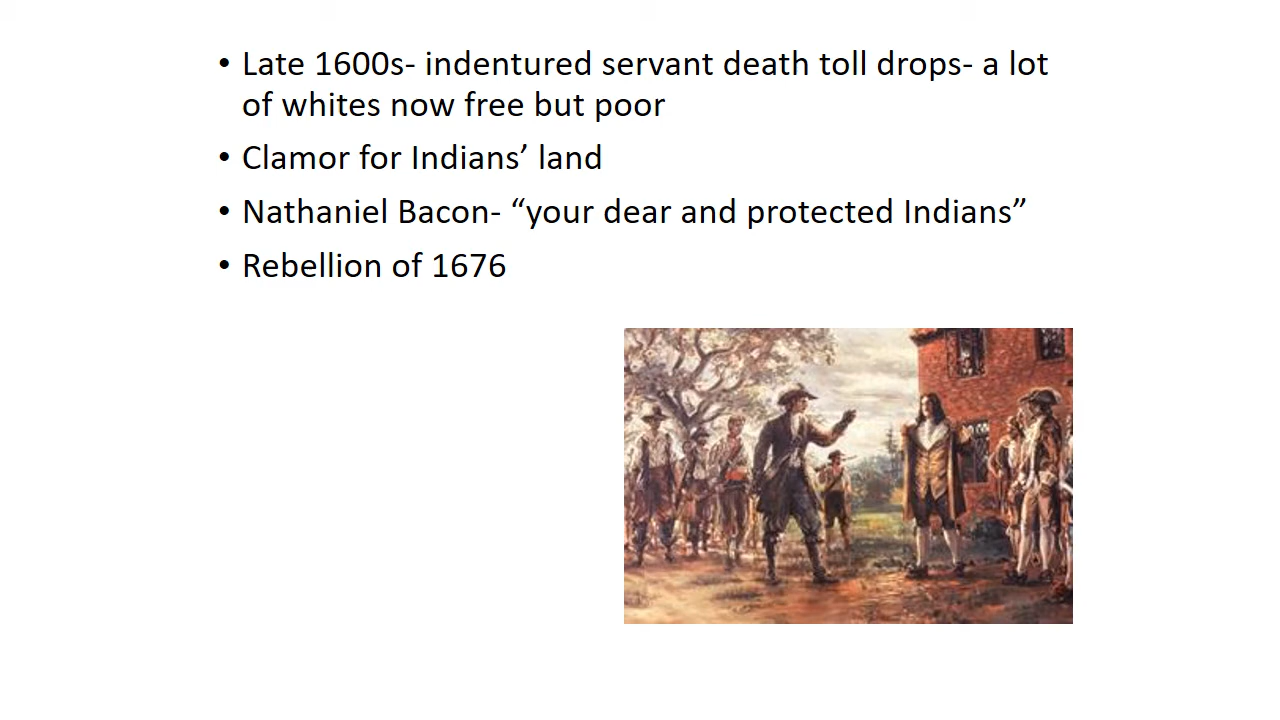 • Late 1600s- indentured servant death toll drops- a lot
of whites now free but poor
• Clamor for Indians’ land
• Nathaniel Bacon- “your dear and protected Indians”
• Rebellion of 1676